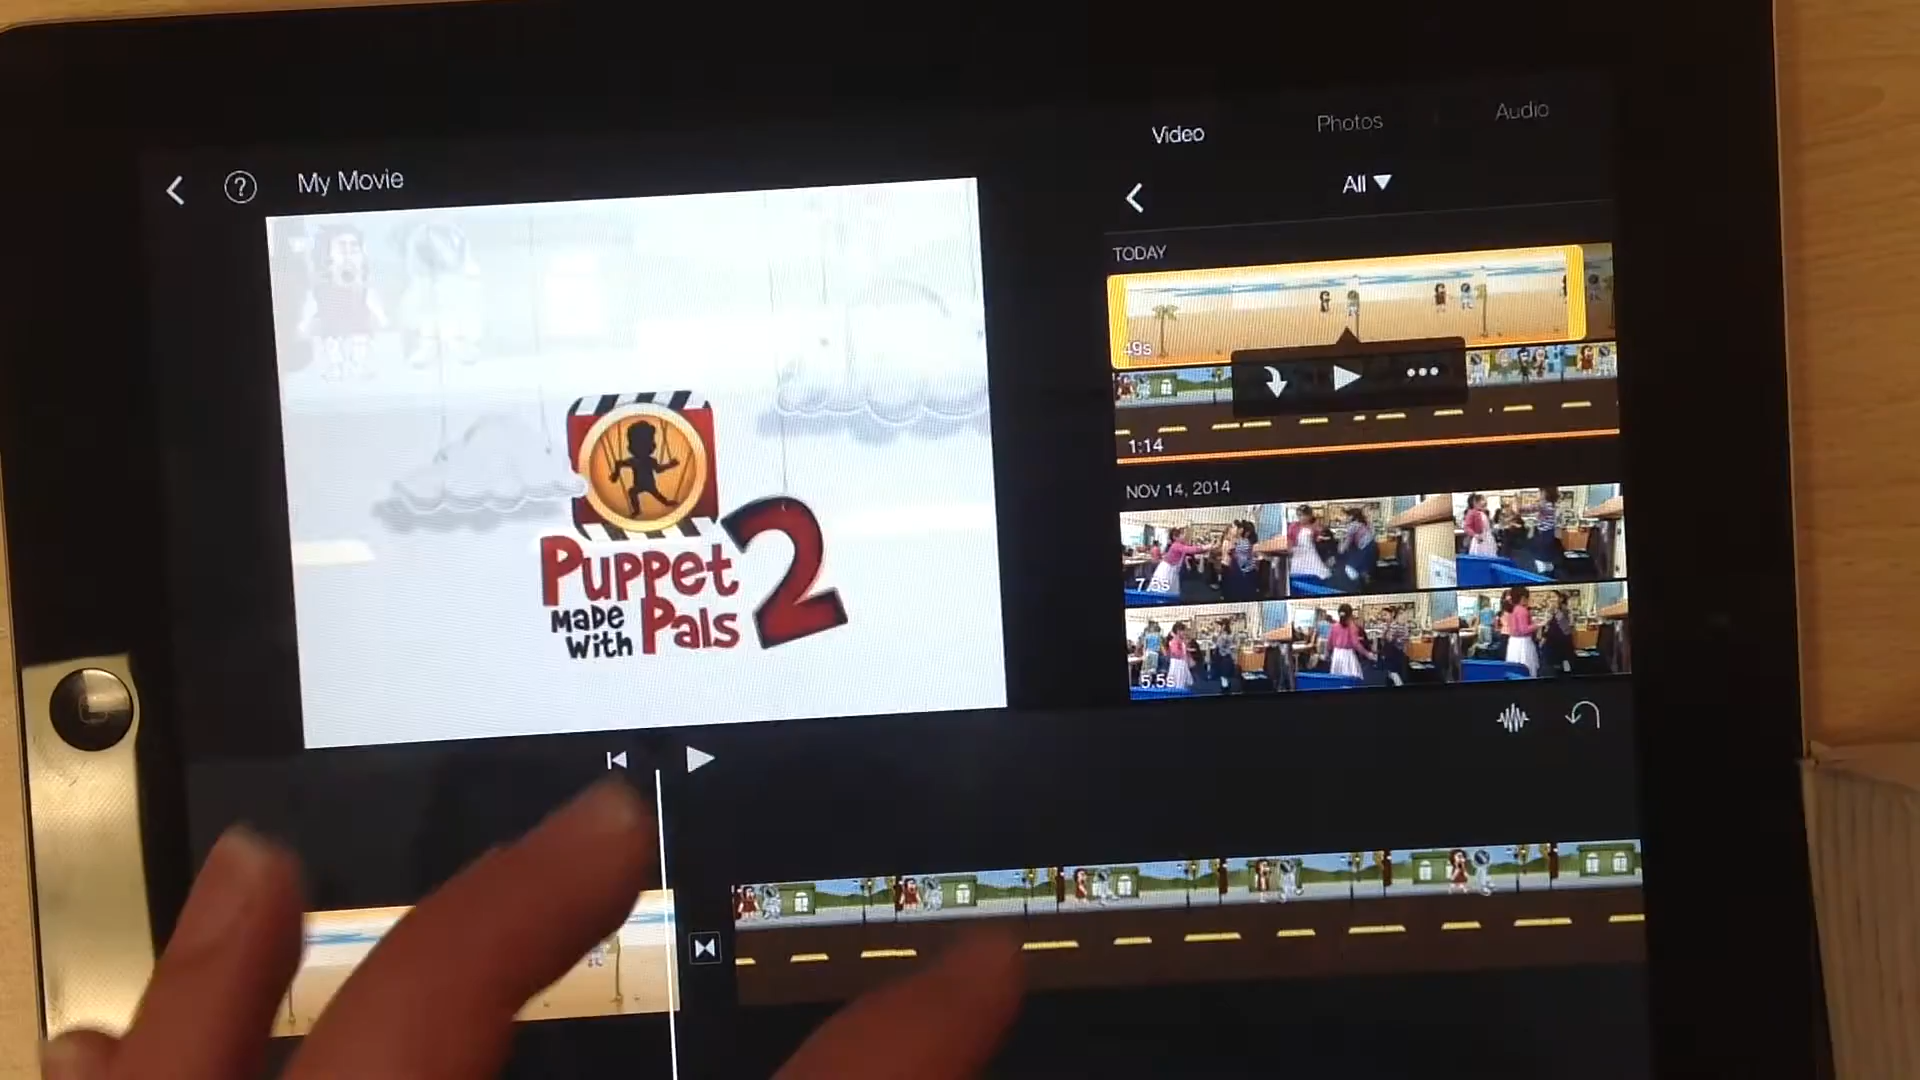 My Movie
?
Video
Photos
Audio
All
TODAY
49s
1:14
NOV 14, 2014
7.5s
5.5s
Puppet
made
with
Pals
2